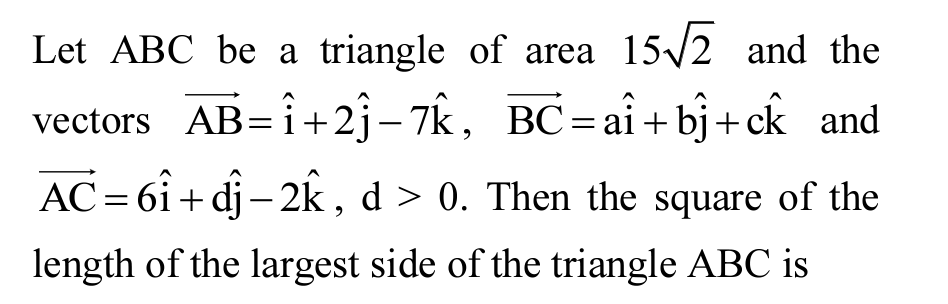 Let ABC be a triangle of area 15√2 and the
vectors $\overrightarrow{AB} = \hat{i} + 2\hat{j} - 7\hat{k}$, $\overrightarrow{BC} = a\hat{i} + b\hat{j} + c\hat{k}$ and
$\overrightarrow{AC} = 6\hat{i} + d\hat{j} - 2\hat{k}$, d > 0. Then the square of the
length of the largest side of the triangle ABC is